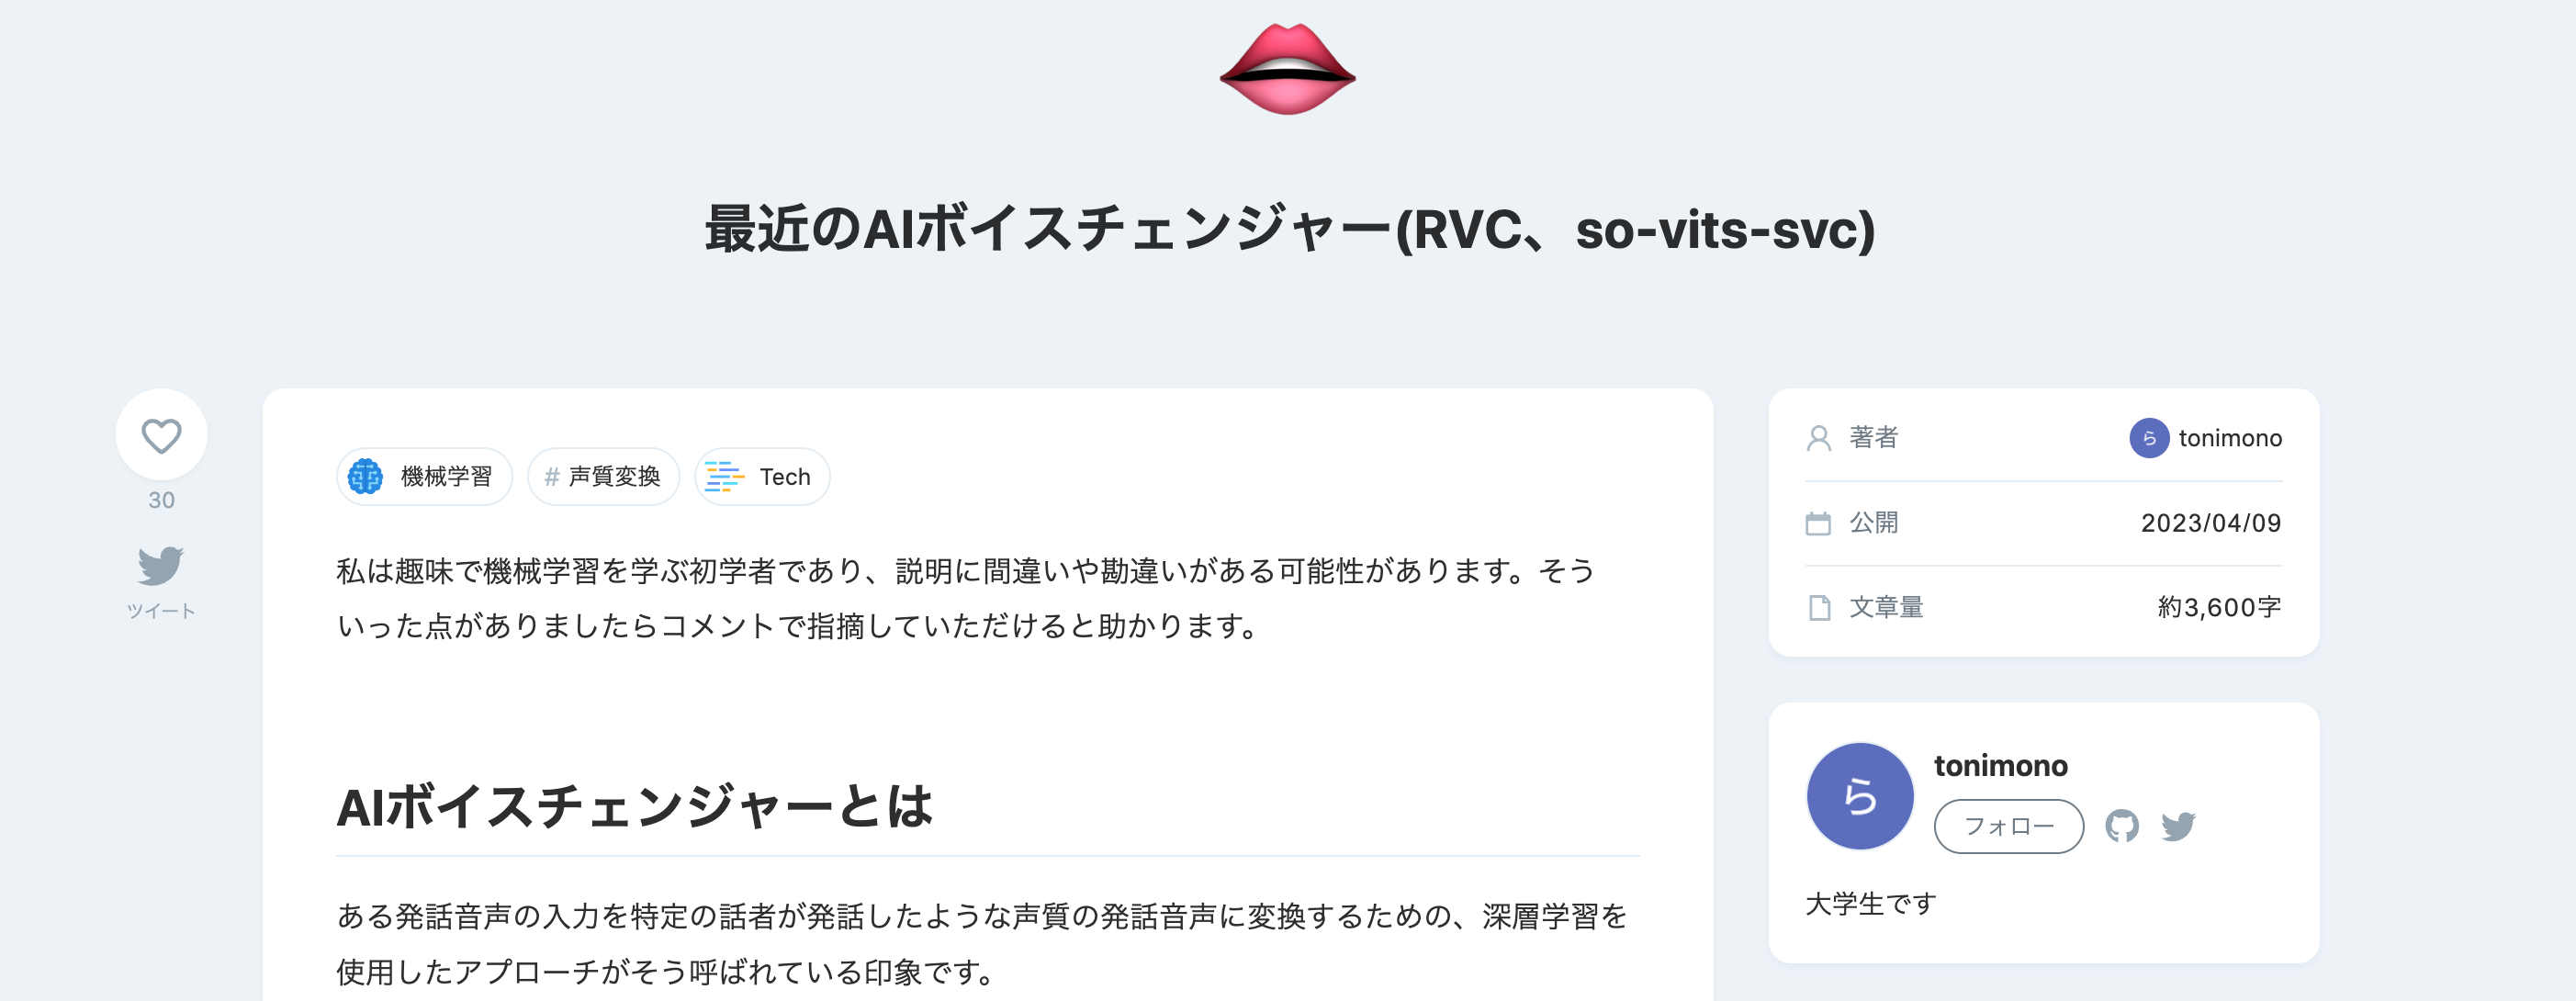 最近のAIボイスチェンジャー(RVC、so-vits-svc)
30
ツイート
機械学習
# 声質変換
Tech
私は趣味で機械学習を学ぶ初学者であり、説明に間違いや勘違いがある可能性があります。そう
いった点がありましたらコメントで指摘していただけると助かります。
AIボイスチェンジャーとは
ある発話音声の入力を特定の話者が発話したような声質の発話音声に変換するための、深層学習を
使用したアプローチがそう呼ばれている印象です。
著者 ら tonimono
公開 2023/04/09
文章量 約3,600字
ら
tonimono
フォロー
大学生です